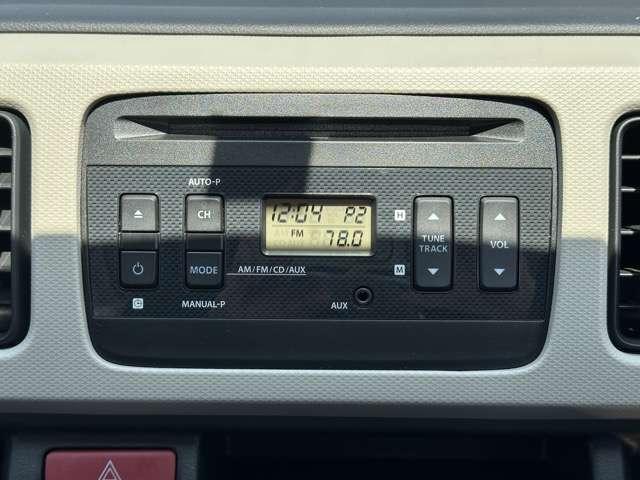 AUTO-P
CH
12:04 P2
FM 78.0
H
TUNE
TRACK
VOL
MODE
AM/FM/CD/AUX
M
MANUAL-P
AUX